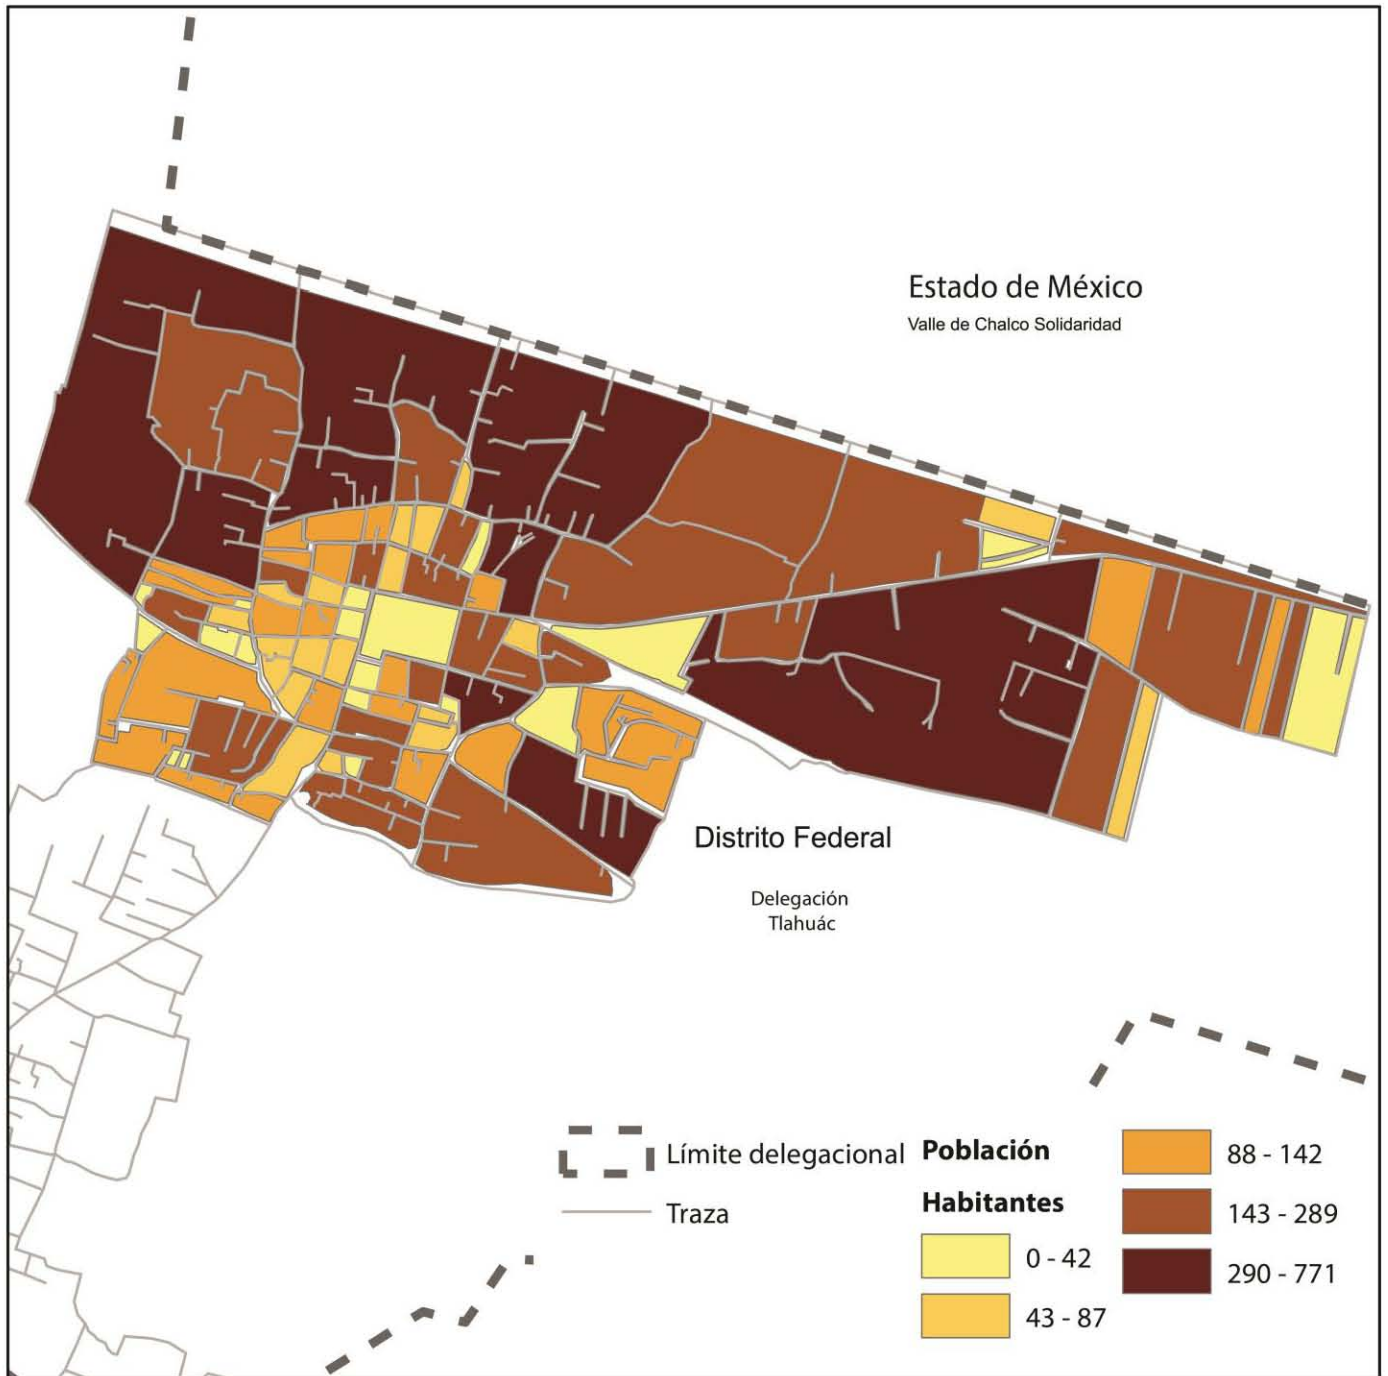 Estado de México
Valle de Chalco Solidaridad
Distrito Federal
Delegación
Tlahuác
Límite delegacional
Traza
Población
Habitantes
0 - 42
43 - 87
88 - 142
143 - 289
290 - 771